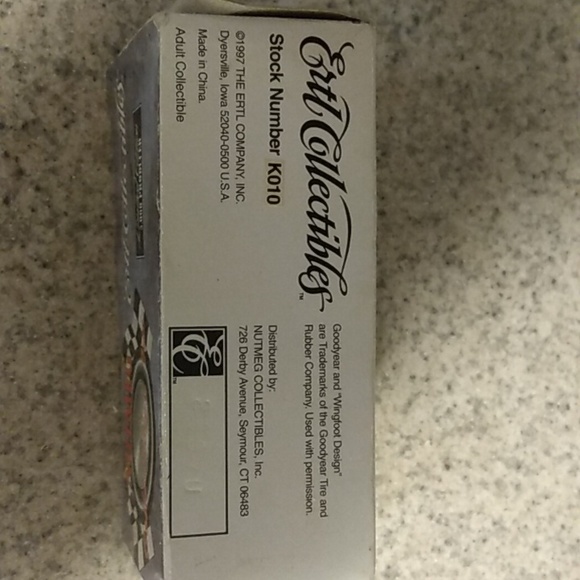 Ertl Collectibles™
Stock Number K010
©1997 THE ERTL COMPANY, INC.
Dyersville, Iowa 52040-0500 U.S.A.
Made in China.
Adult Collectible
Goodyear and "Wingfoot Design"
are Trademarks of the Goodyear Tire and
Rubber Company. Used with permission.
Distributed by:
NUTMEG COLLECTIBLES, Inc.
726 Derby Avenue, Seymour, CT 06483
EC™